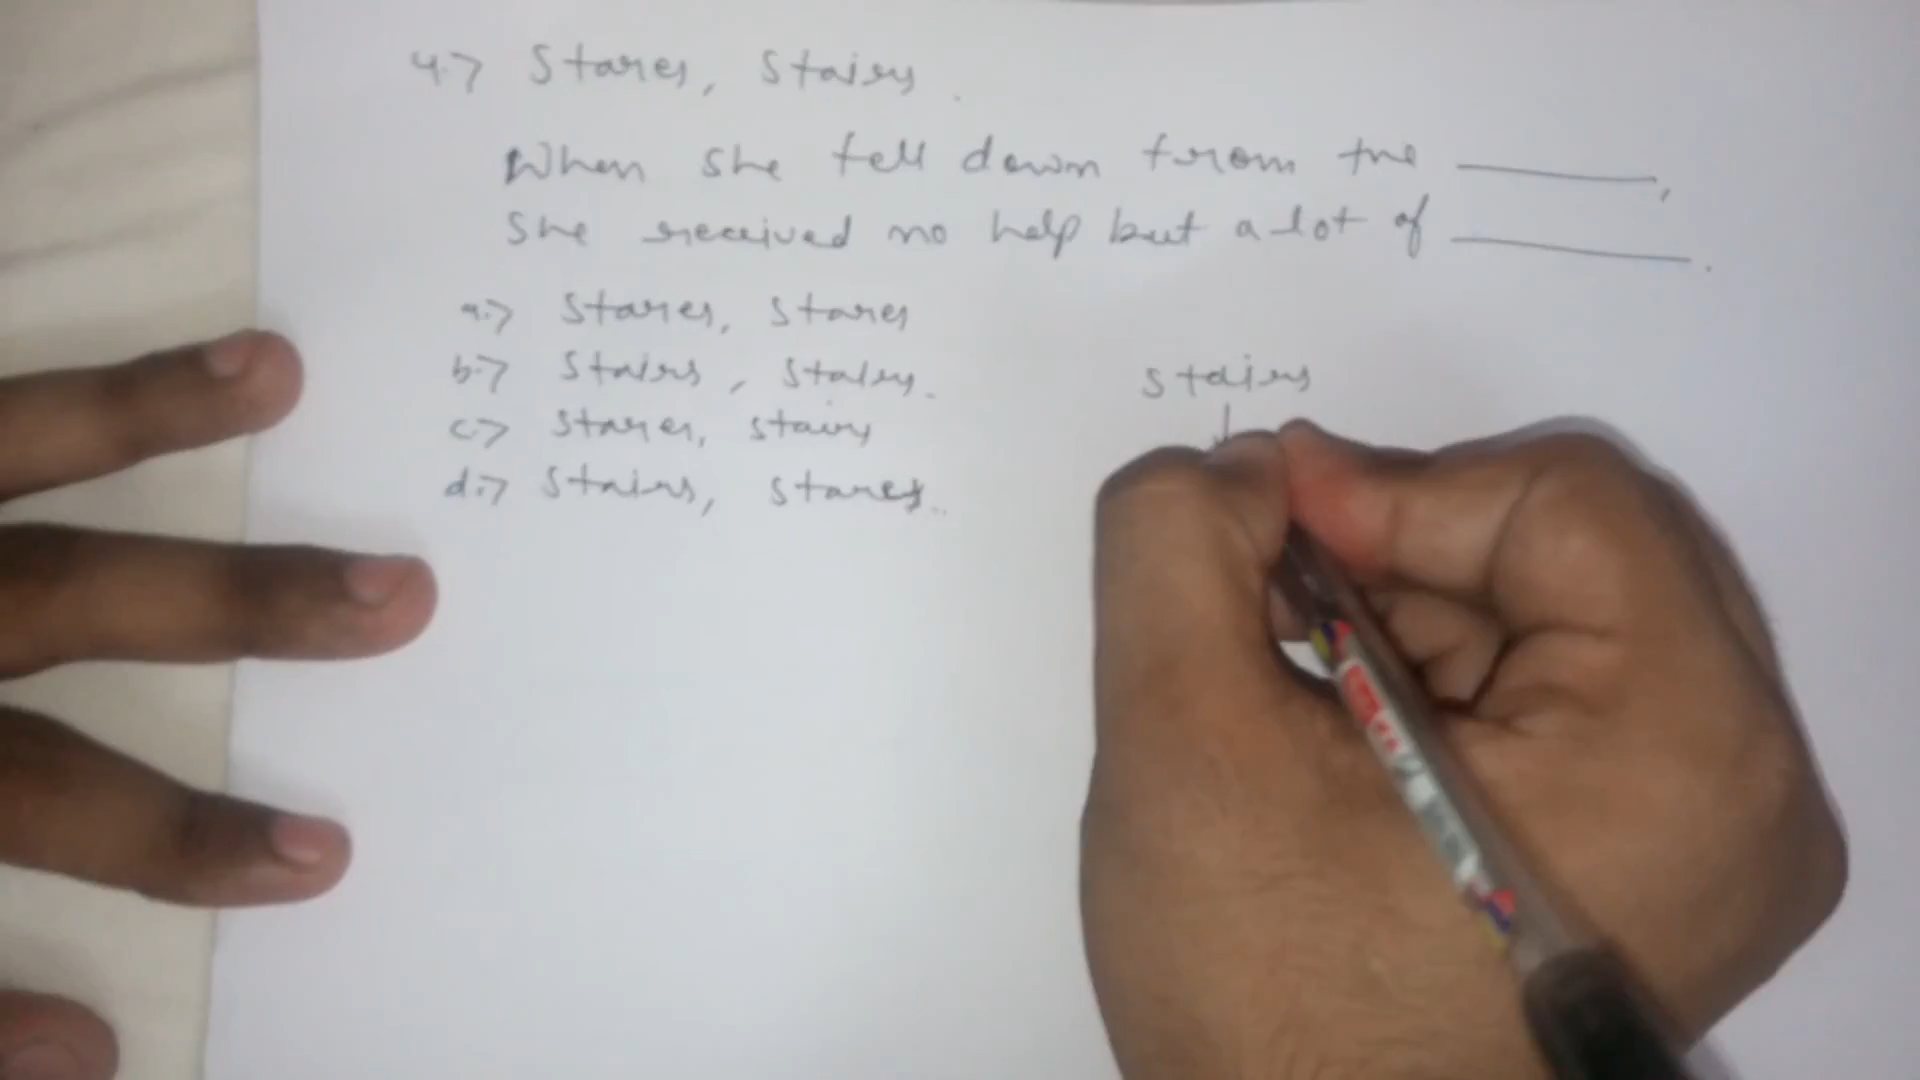 4.> Stares, Stairs.
When she fell down from the ______,
She received no help but a lot of ______.
a.> Stares, Stares
b.> Stairs, Stairs.
c.> Stares, stairs
d.> Stairs, Stares..
stairs